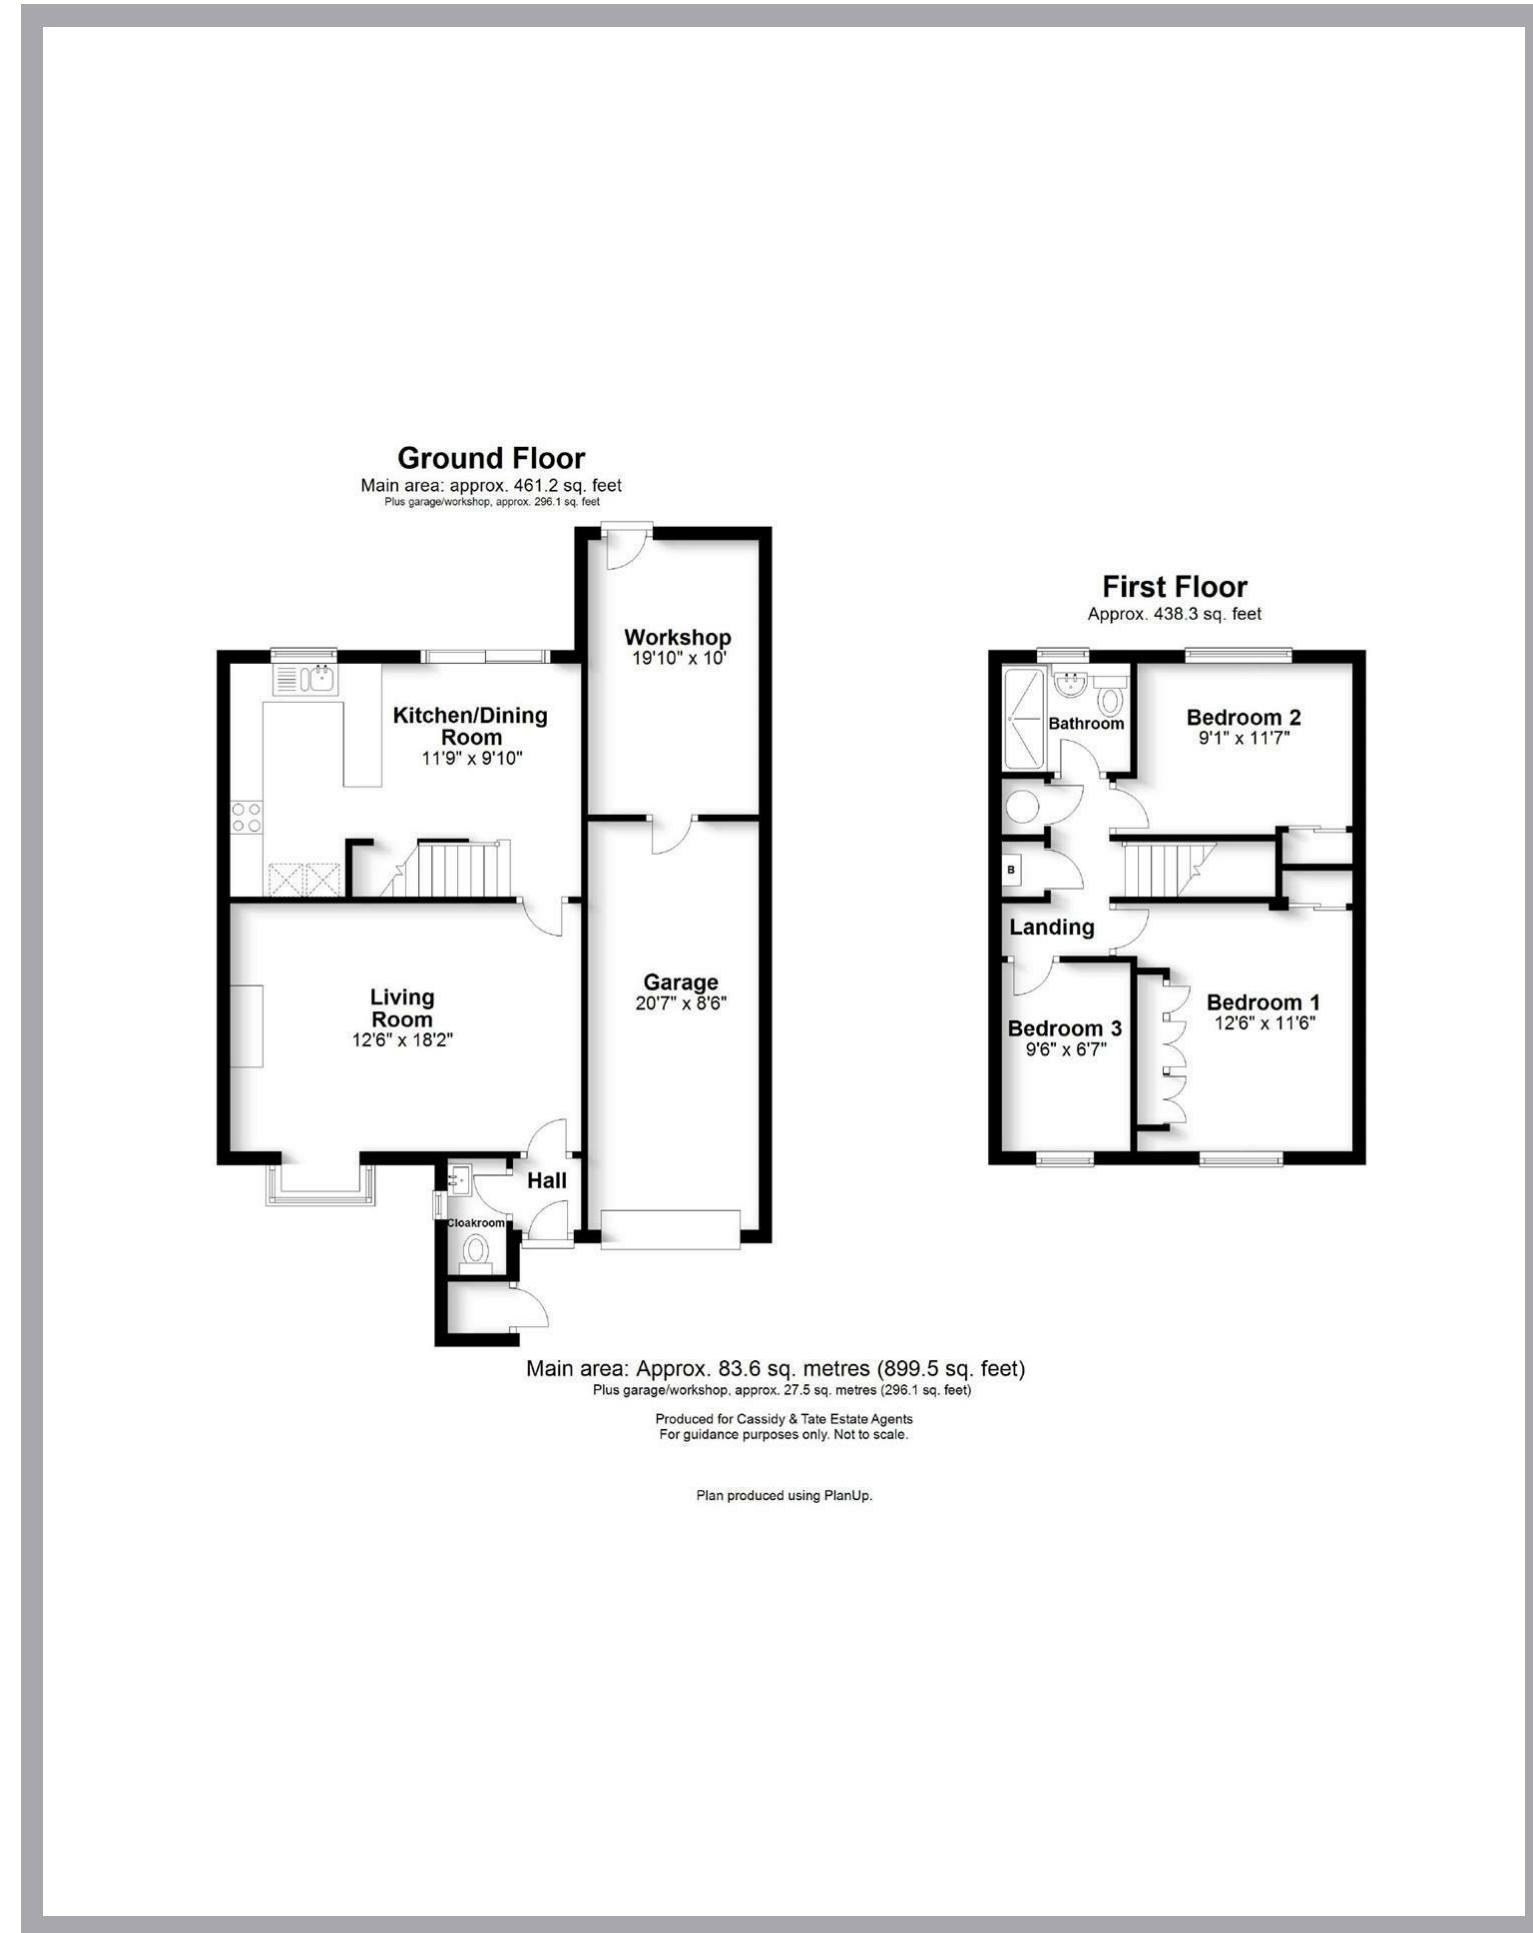 Ground Floor
Main area: approx. 461.2 sq. feet
Plus garage/workshop, approx. 296.1 sq. feet
Workshop
19'10" x 10'
Kitchen/Dining
Room
11'9" x 9'10"
Garage
20'7" x 8'6"
Living
Room
12'6" x 18'2"
Hall
Cloakroom
First Floor
Approx. 438.3 sq. feet
Bathroom
Bedroom 2
9'1" x 11'7"
B
Landing
Bedroom 1
12'6" x 11'6"
Bedroom 3
9'6" x 6'7"
Main area: Approx. 83.6 sq. metres (899.5 sq. feet)
Plus garage/workshop, approx. 27.5 sq. metres (296.1 sq. feet)
Produced for Cassidy & Tate Estate Agents
For guidance purposes only. Not to scale.
Plan produced using PlanUp.